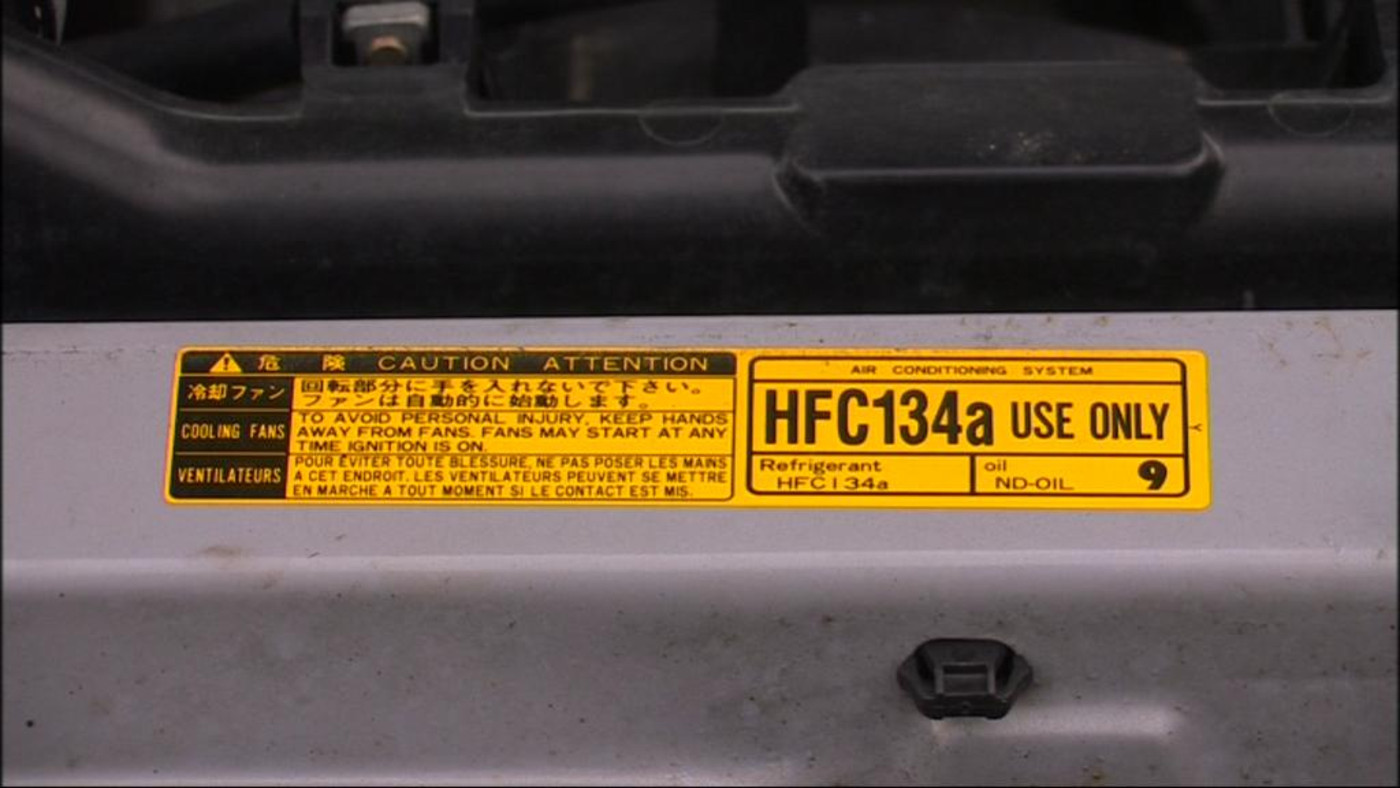 危 険 CAUTION ATTENTION
冷却ファン
回転部分に手を入れないで下さい。
ファンは自動的に始動します。
COOLING FANS
TO AVOID PERSONAL INJURY, KEEP HANDS
AWAY FROM FANS. FANS MAY START AT ANY
TIME IGNITION IS ON.
VENTILATEURS
POUR ÉVITER TOUTE BLESSURE, NE PAS POSER LES MAINS
A CET ENDROIT. LES VENTILATEURS PEUVENT SE METTRE
EN MARCHE A TOUT MOMENT SI LE CONTACT EST MIS.
AIR CONDITIONING SYSTEM
HFC134a USE ONLY
Refrigerant
HFC134a
oil
ND-OIL 9
Y